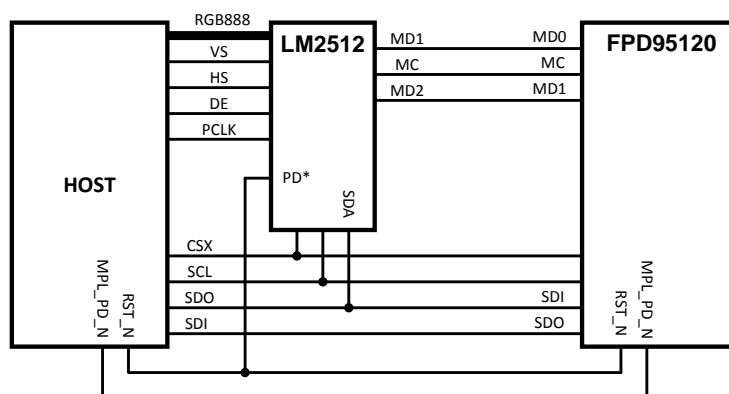 RGB888
LM2512
FPD95120
MD1
MD0
VS
MC
MC
HS
MD2
MD1
DE
PCLK
HOST
PD*
SDA
CSX
SCL
SDO
SDI
SDI
SDO
MPL_PD_N
RST_N
RST_N
MPL_PD_N